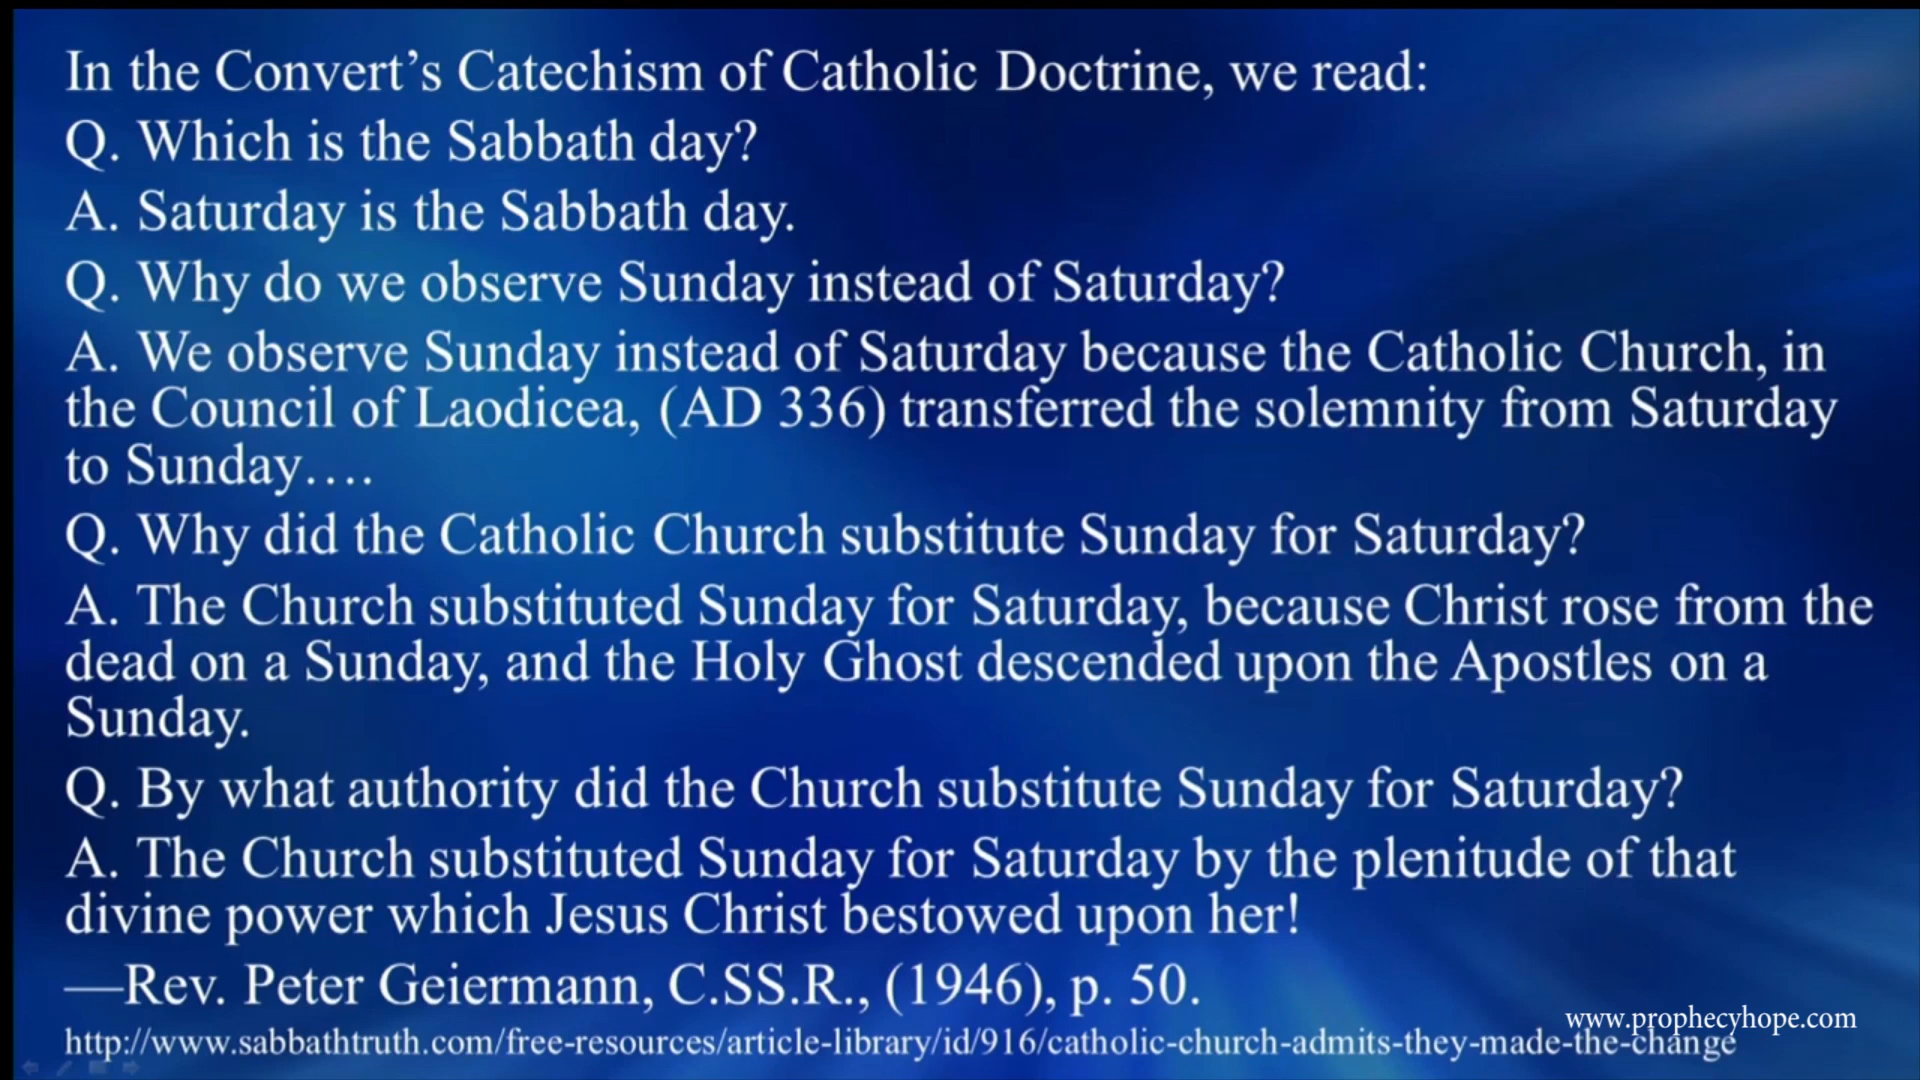 In the Convert’s Catechism of Catholic Doctrine, we read:
Q. Which is the Sabbath day?
A. Saturday is the Sabbath day.
Q. Why do we observe Sunday instead of Saturday?
A. We observe Sunday instead of Saturday because the Catholic Church, in
the Council of Laodicea, (AD 336) transferred the solemnity from Saturday
to Sunday….
Q. Why did the Catholic Church substitute Sunday for Saturday?
A. The Church substituted Sunday for Saturday, because Christ rose from the
dead on a Sunday, and the Holy Ghost descended upon the Apostles on a
Sunday.
Q. By what authority did the Church substitute Sunday for Saturday?
A. The Church substituted Sunday for Saturday by the plenitude of that
divine power which Jesus Christ bestowed upon her!
—Rev. Peter Geiermann, C.SS.R., (1946), p. 50.
www.prophecyhope.com
http://www.sabbathtruth.com/free-resources/article-library/id/916/catholic-church-admits-they-made-the-change